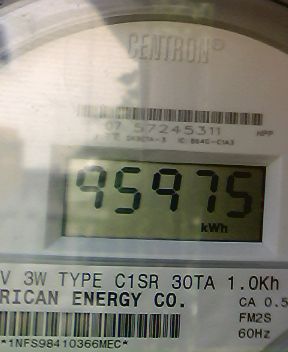 CENTRON®
07 57245311
HPP
95975
kWh
V 3W TYPE C1SR 30TA 1.0Kh
RICAN ENERGY CO.
CA 0.5
FM2S
60Hz
*1NFS98410366MEC*